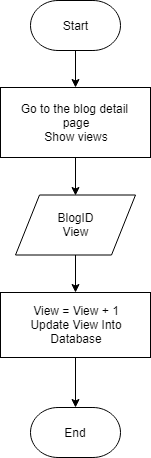 Start
Go to the blog detail
page
Show views
BlogID
View
View = View + 1
Update View Into
Database
End